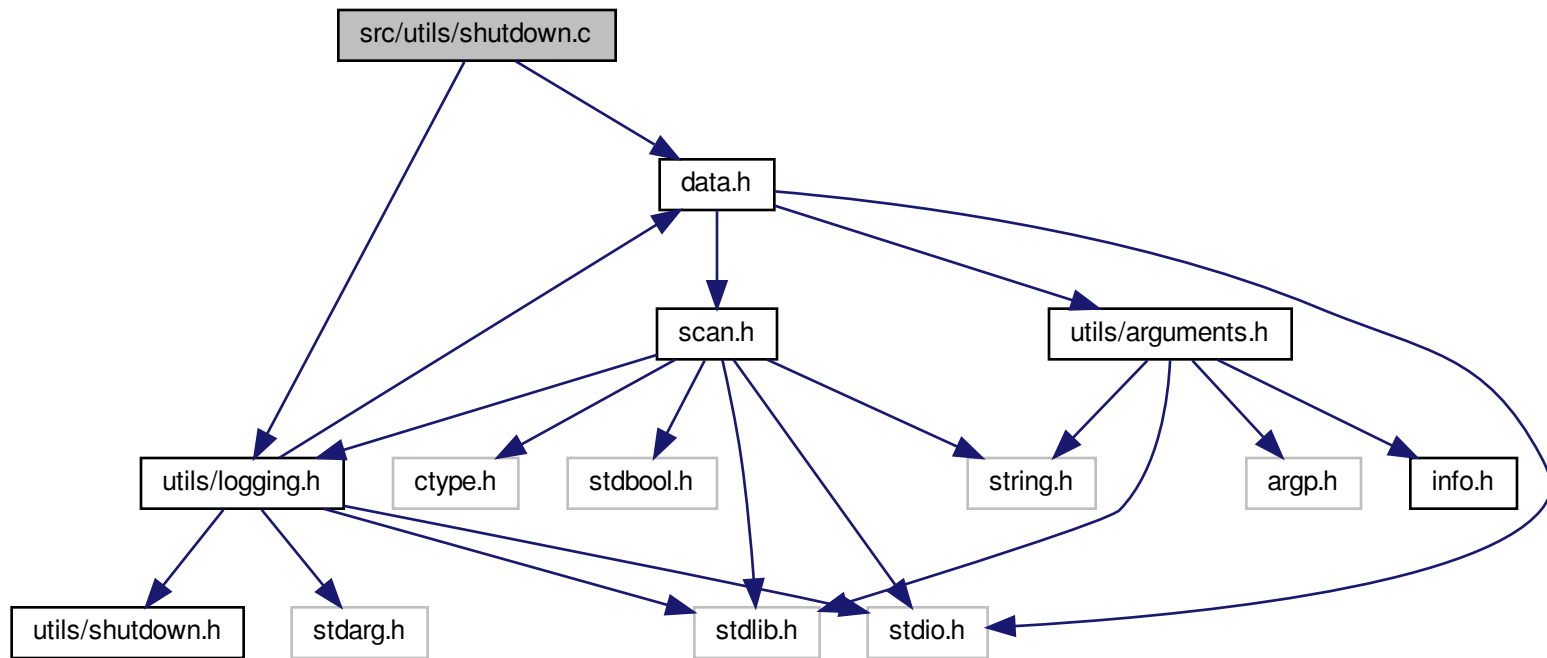 src/utils/shutdown.c
data.h
scan.h
utils/arguments.h
utils/logging.h
ctype.h
stdbool.h
string.h
argp.h
info.h
utils/shutdown.h
stdarg.h
stdlib.h
stdio.h